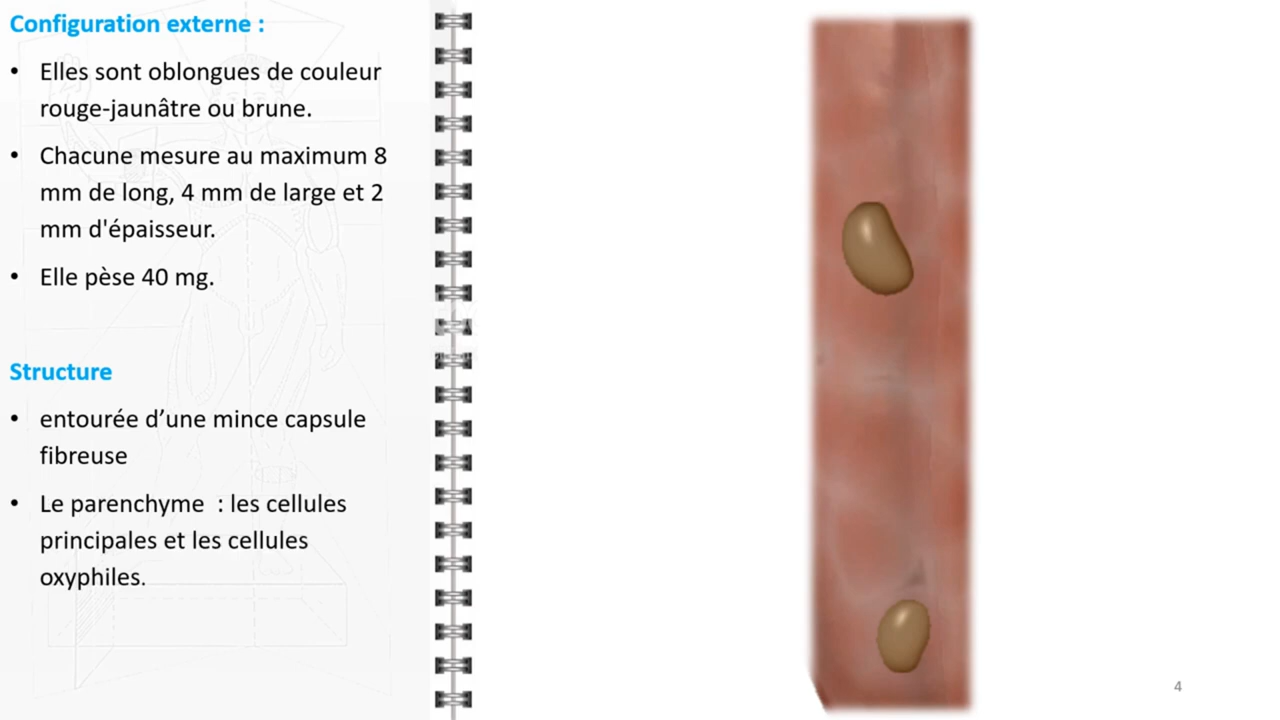 Configuration externe :
• Elles sont oblongues de couleur
rouge-jaunâtre ou brune.
• Chacune mesure au maximum 8
mm de long, 4 mm de large et 2
mm d'épaisseur.
• Elle pèse 40 mg.
Structure
• entourée d’une mince capsule
fibreuse
• Le parenchyme  : les cellules
principales et les cellules
oxyphiles.
4